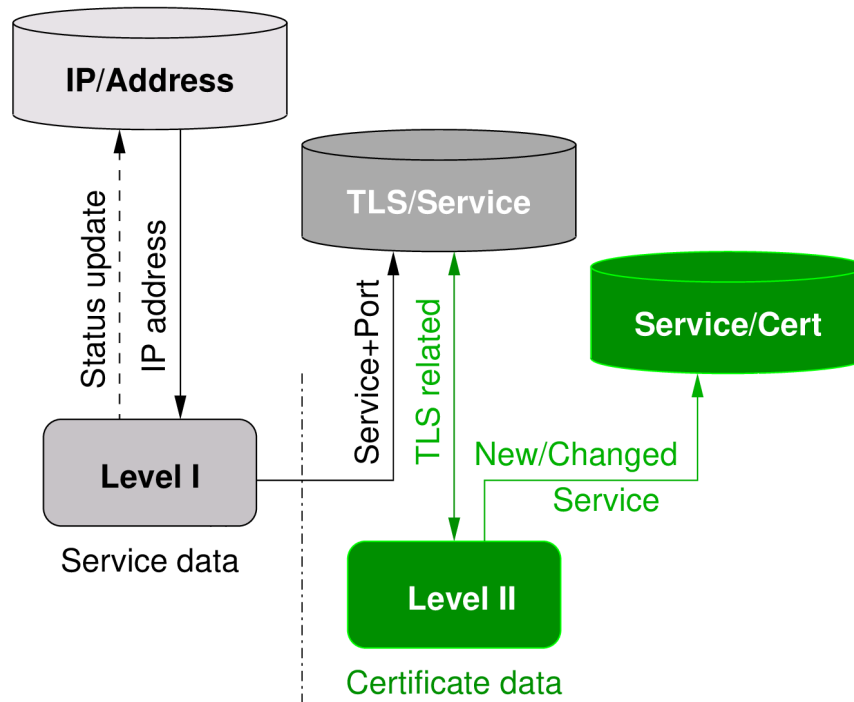 IP/Address
TLS/Service
Service/Cert
Status update
IP address
Service+Port
TLS related
New/Changed
Service
Level I
Service data
Level II
Certificate data